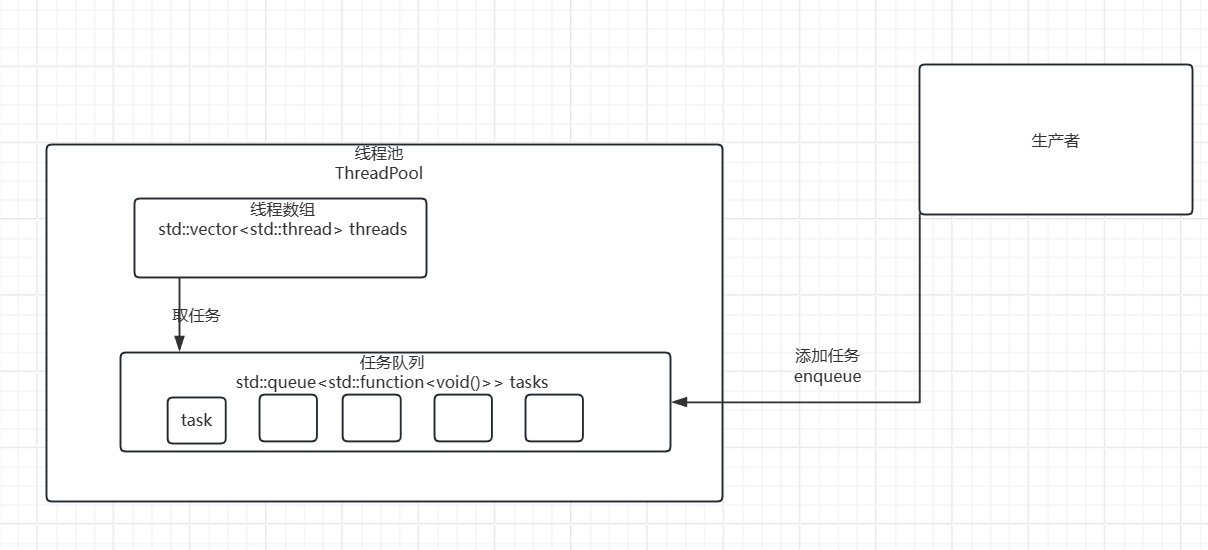 生产者
线程池
ThreadPool
线程数组
std::vector<std::thread> threads
取任务
任务队列
std::queue<std::function<void()>> tasks
task
添加任务
enqueue